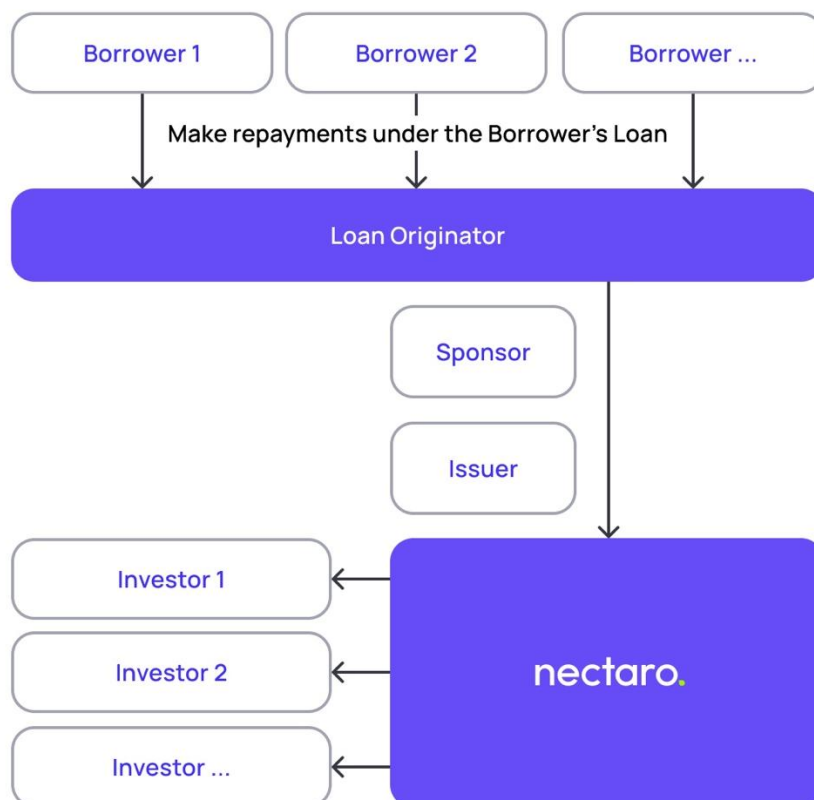 Borrower 1
Borrower 2
Borrower ...
Make repayments under the Borrower's Loan
Loan Originator
Sponsor
Issuer
Investor 1
Investor 2
Investor ...
nectaro.